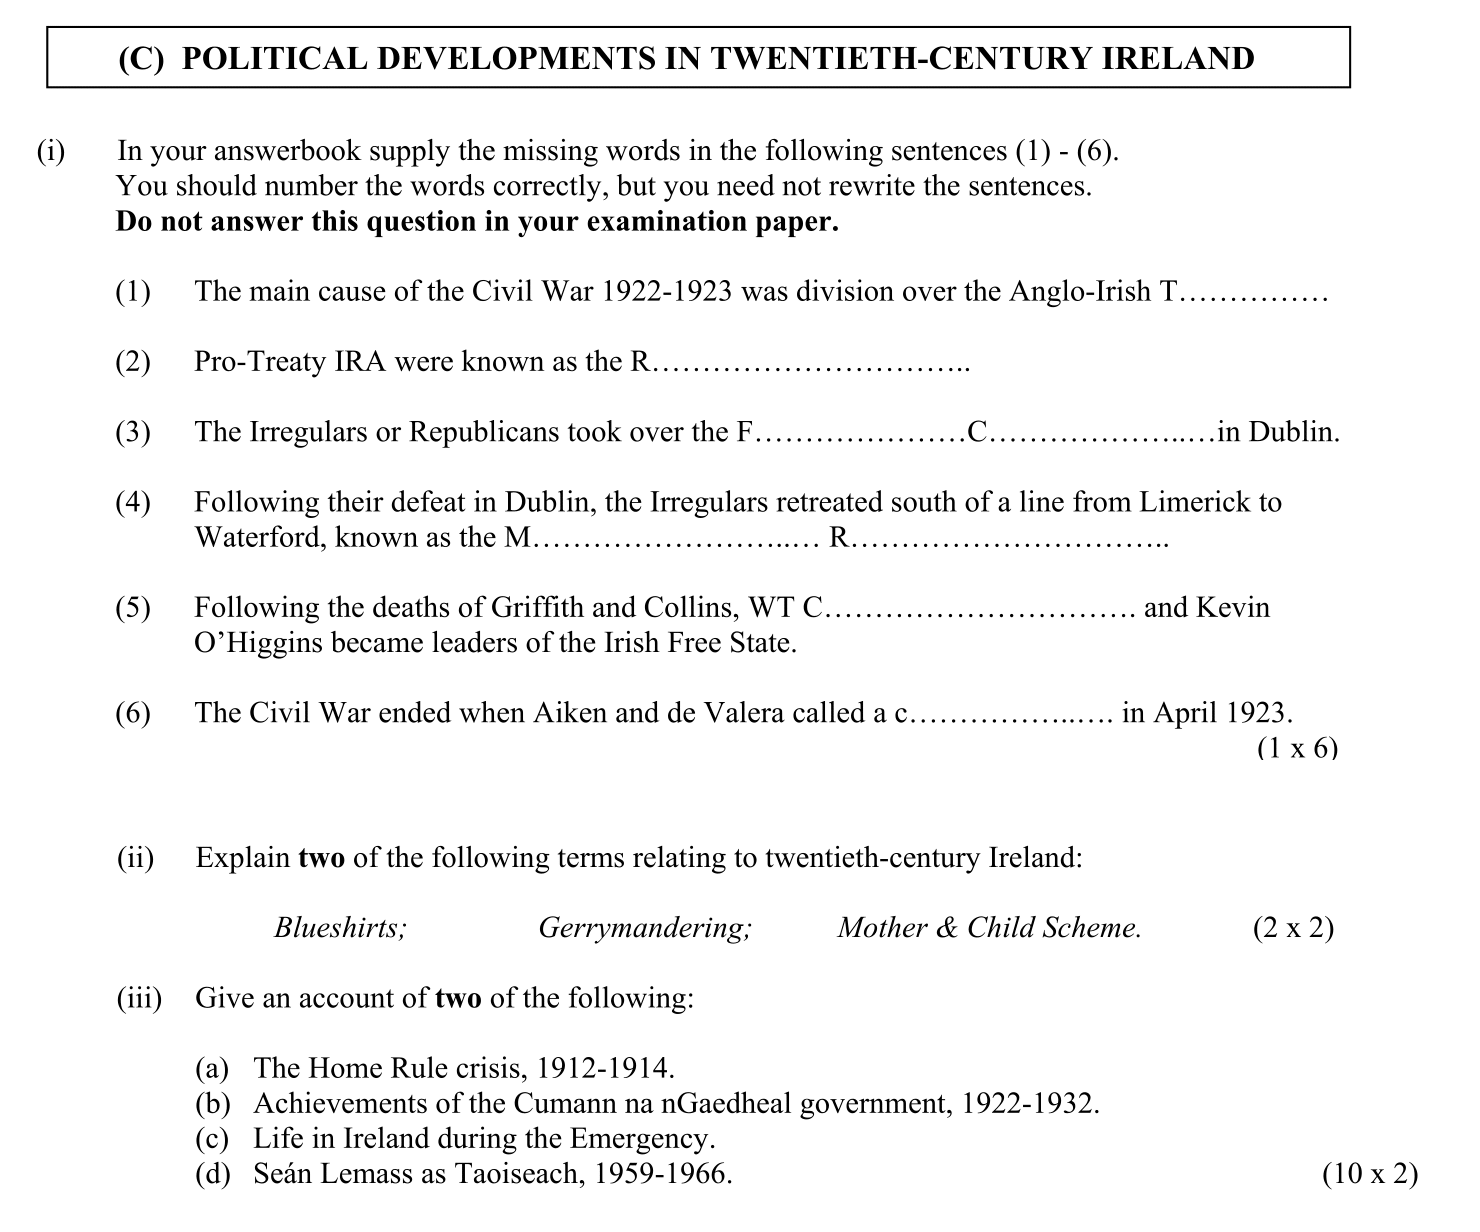 (C) POLITICAL DEVELOPMENTS IN TWENTIETH-CENTURY IRELAND
(i) In your answerbook supply the missing words in the following sentences (1) - (6).
You should number the words correctly, but you need not rewrite the sentences.
Do not answer this question in your examination paper.
(1) The main cause of the Civil War 1922-1923 was division over the Anglo-Irish T……………
(2) Pro-Treaty IRA were known as the R…………………………..
(3) The Irregulars or Republicans took over the F…………………C………………..…in Dublin.
(4) Following their defeat in Dublin, the Irregulars retreated south of a line from Limerick to
Waterford, known as the M……………………..… R…………………………..
(5) Following the deaths of Griffith and Collins, WT C…………………………. and Kevin
O’Higgins became leaders of the Irish Free State.
(6) The Civil War ended when Aiken and de Valera called a c……………..…. in April 1923.
(1 x 6)
(ii) Explain two of the following terms relating to twentieth-century Ireland:
Blueshirts; Gerrymandering; Mother & Child Scheme. (2 x 2)
(iii) Give an account of two of the following:
(a) The Home Rule crisis, 1912-1914.
(b) Achievements of the Cumann na nGaedheal government, 1922-1932.
(c) Life in Ireland during the Emergency.
(d) Seán Lemass as Taoiseach, 1959-1966. (10 x 2)